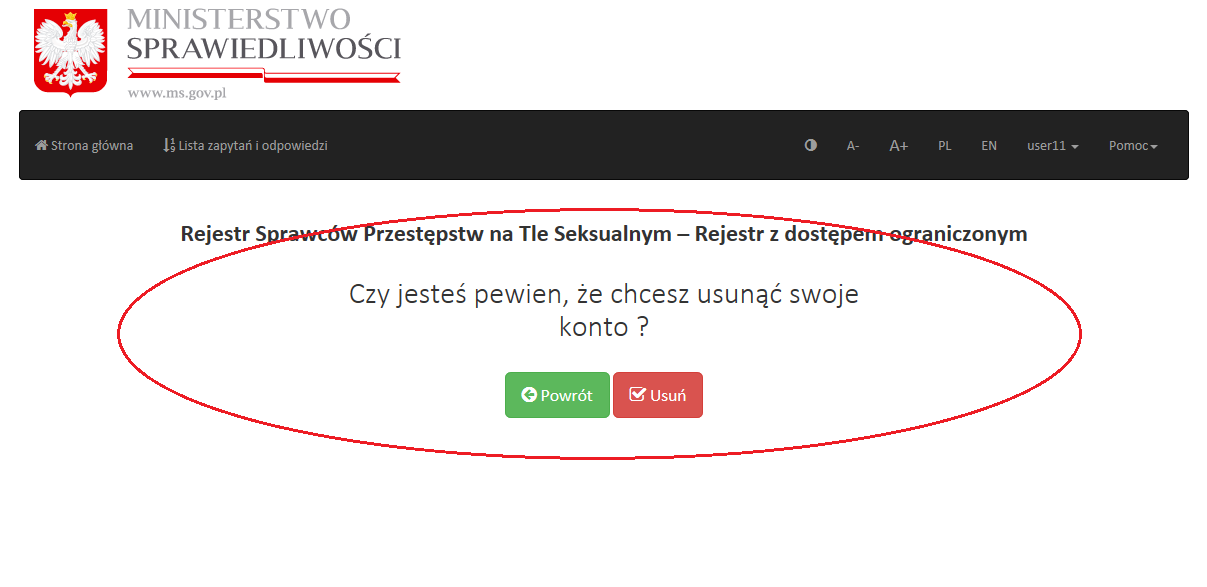 MINISTERSTWO
SPRAWIEDLIWOŚCI
www.ms.gov.pl
Strona główna Lista zapytań i odpowiedzi A- A+ PL EN user11 Pomoc
Rejestr Sprawców Przestępstw na Tle Seksualnym – Rejestr z dostępem ograniczonym
Czy jesteś pewien, że chcesz usunąć swoje
konto ?
Powrót Usuń